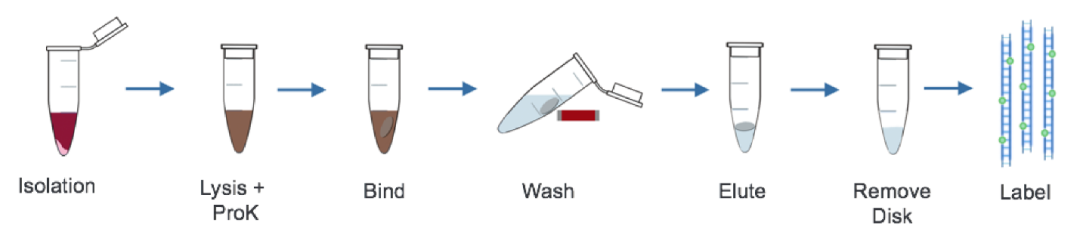 Isolation
Lysis +
ProK
Bind
Wash
Elute
Remove
Disk
Label